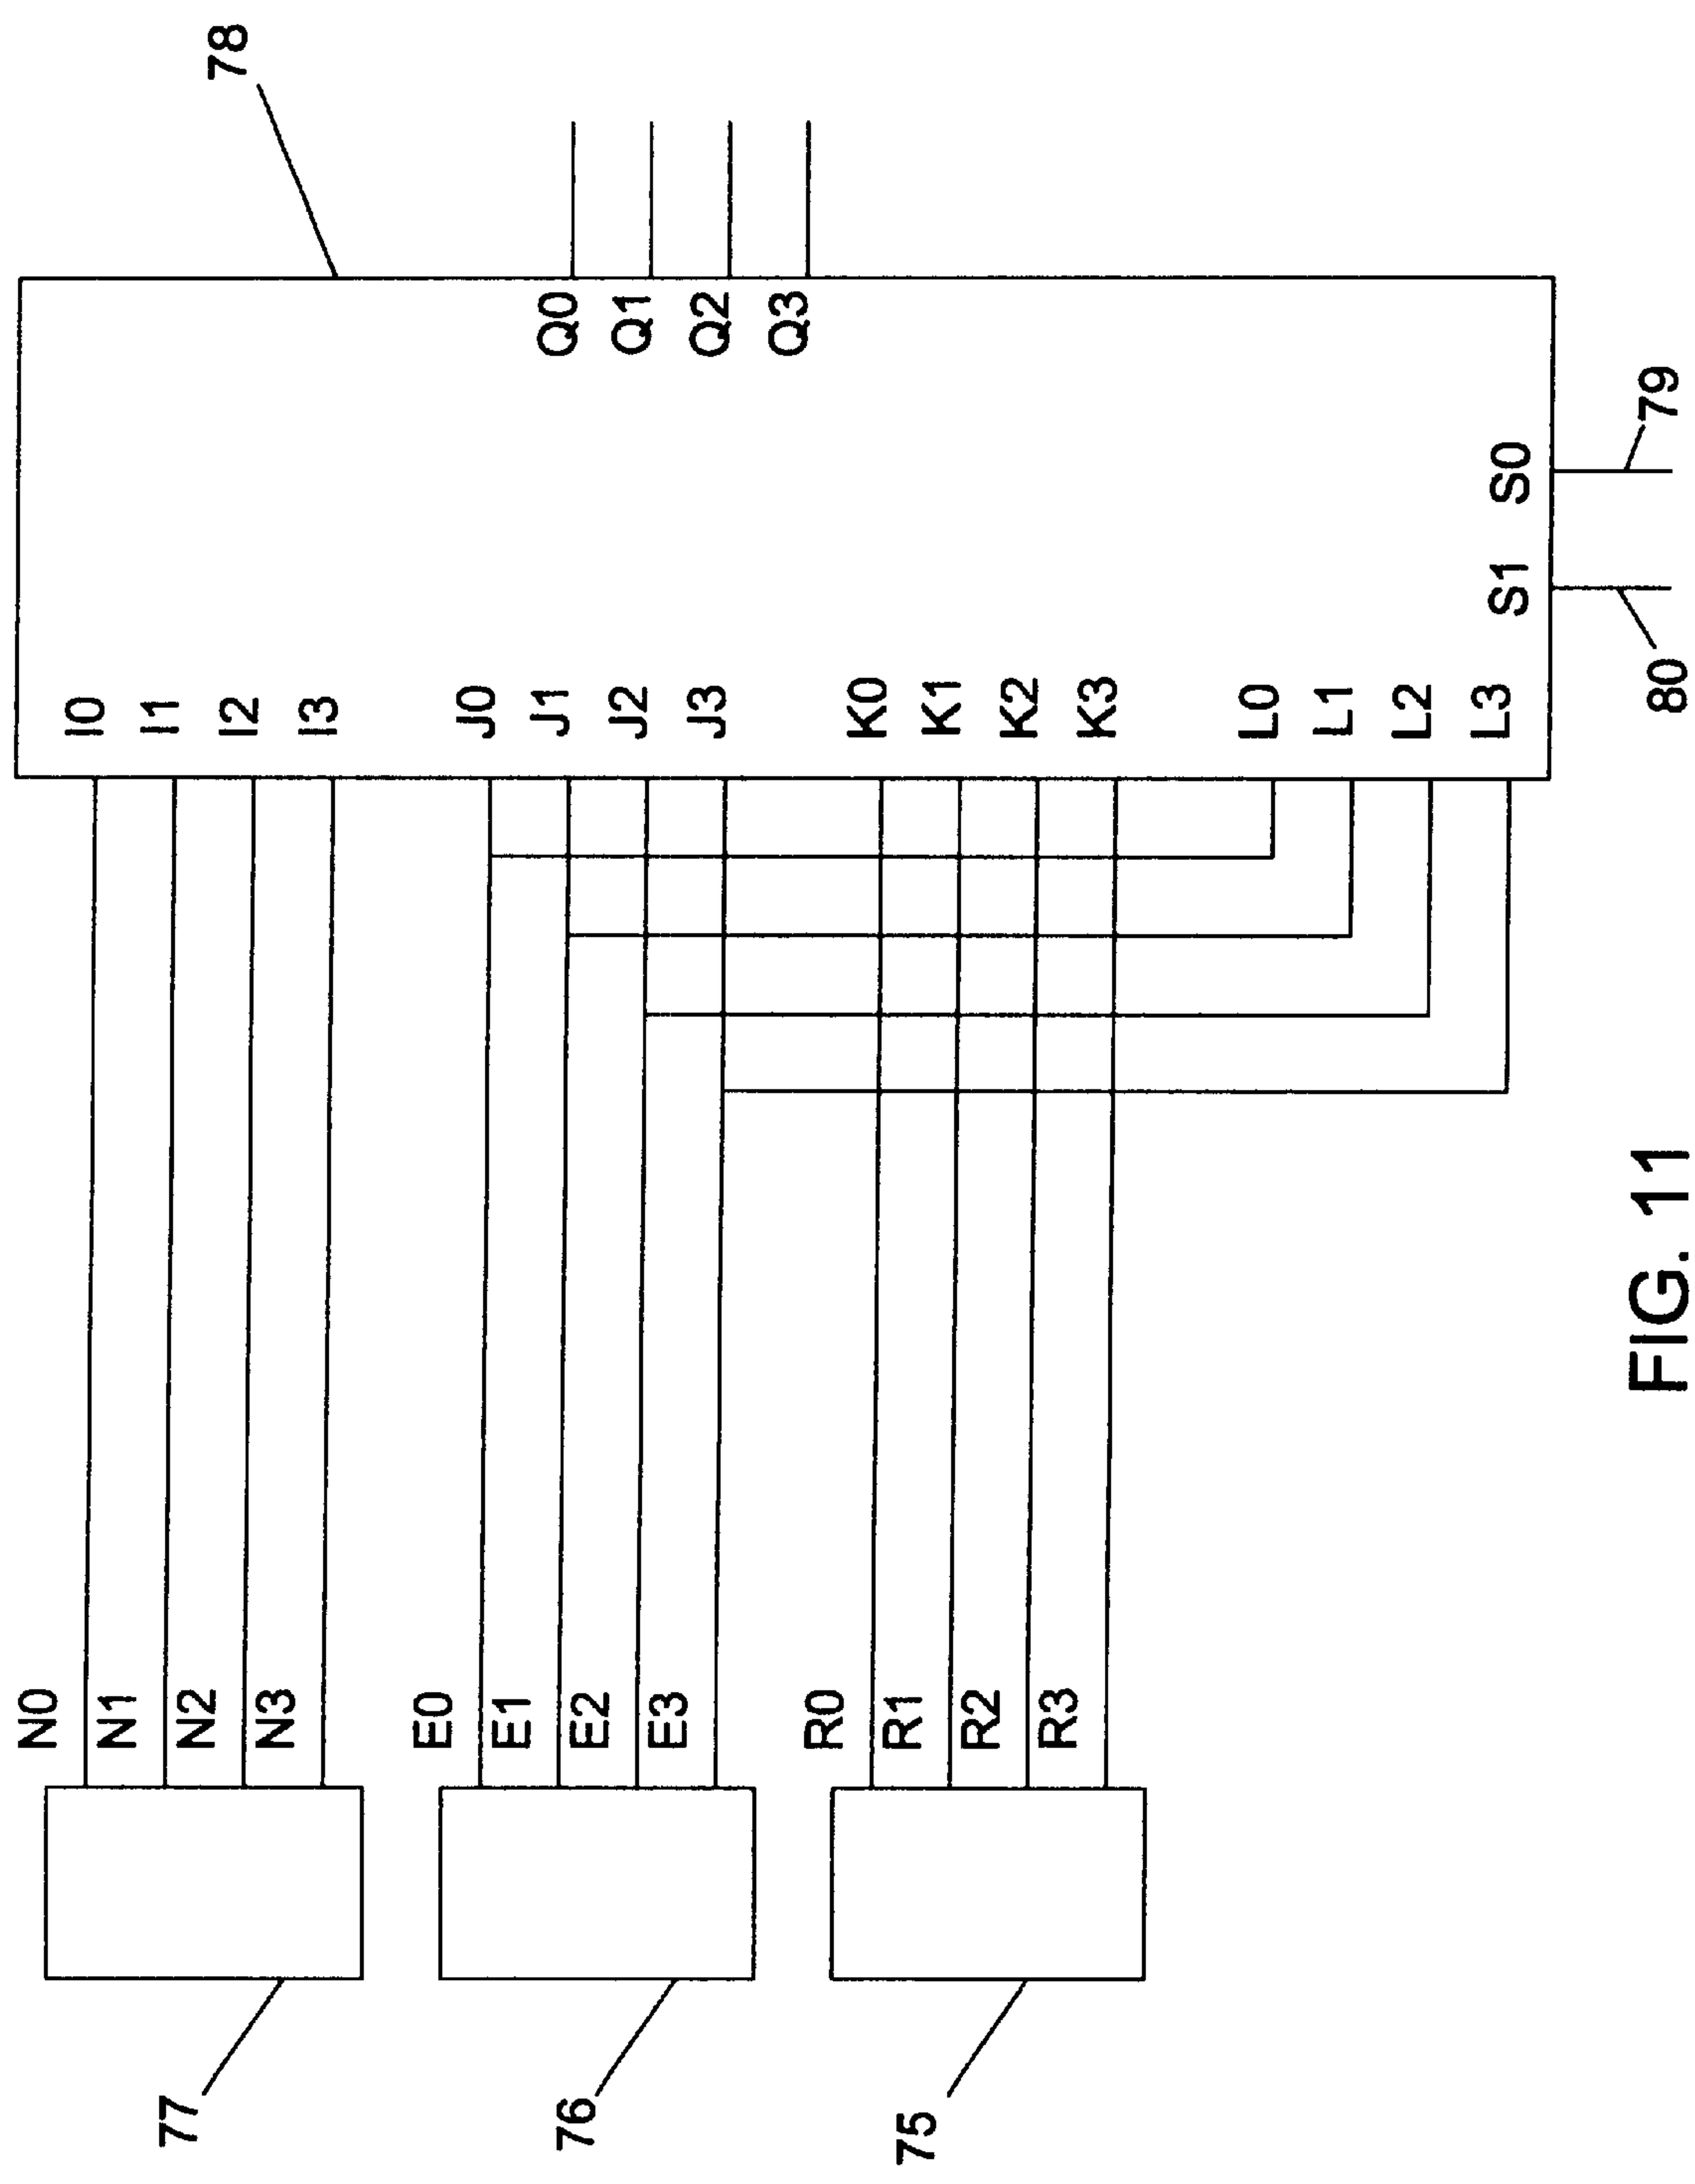 78
I0
I1
I2
I3
J0
J1
J2
J3
K0
K1
K2
K3
L0
L1
L2
L3
Q0
Q1
Q2
Q3
S1 S0
80
79
N0
N1
N2
N3
E0
E1
E2
E3
R0
R1
R2
R3
77
76
75
FIG. 11